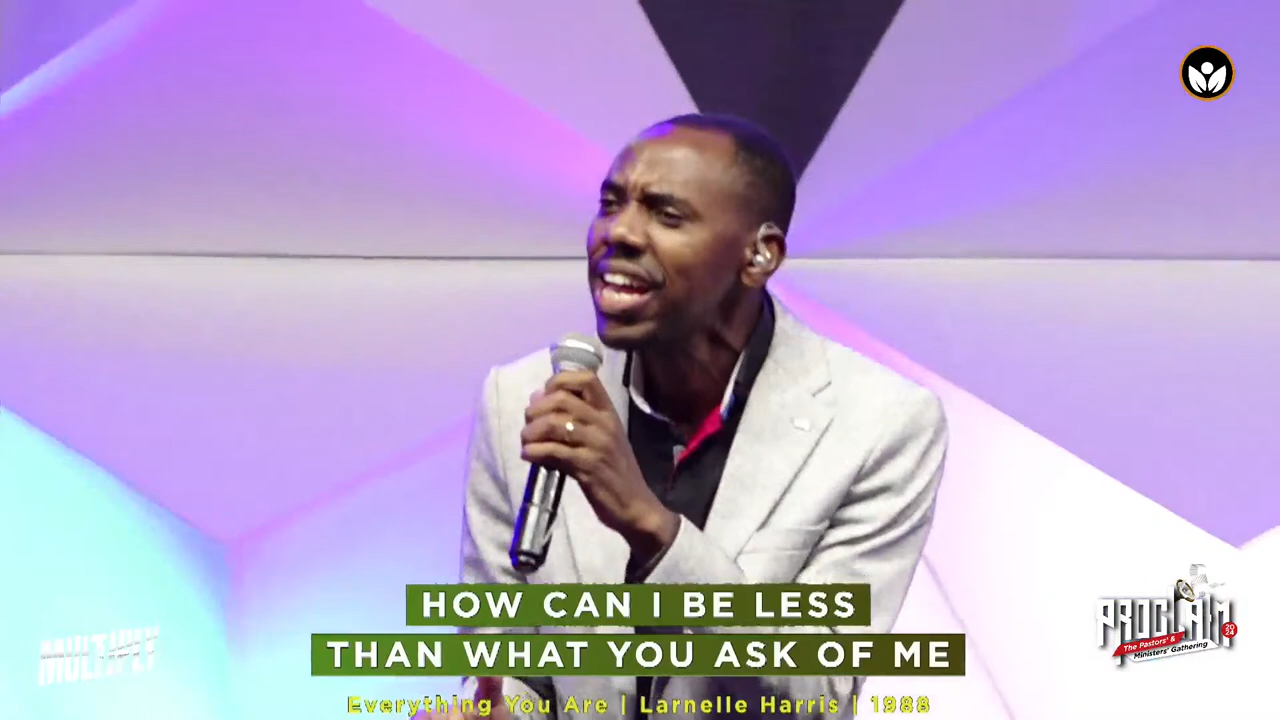 HOW CAN I BE LESS
THAN WHAT YOU ASK OF ME
Everything You Are | Larnelle Harris | 1988
MULTIPLY
PROCLAIM
2024
The Pastors' &
Ministers' Gathering